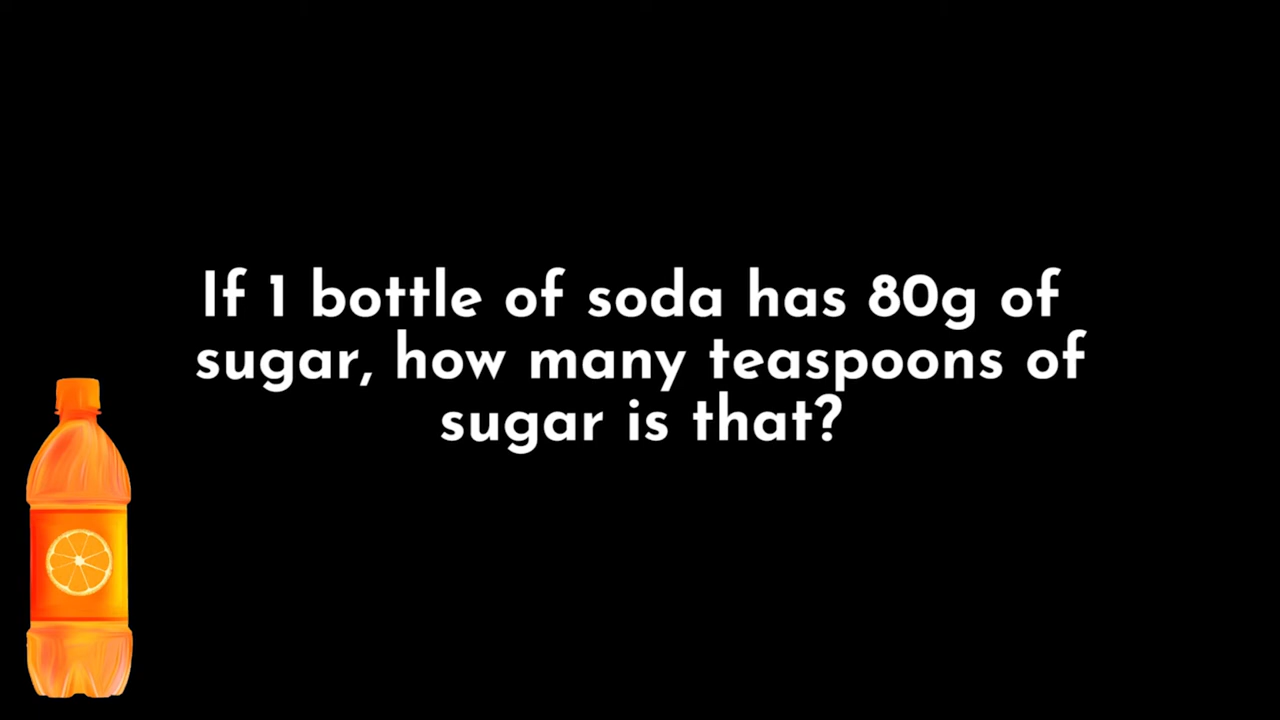 If 1 bottle of soda has 80g of
sugar, how many teaspoons of
sugar is that?